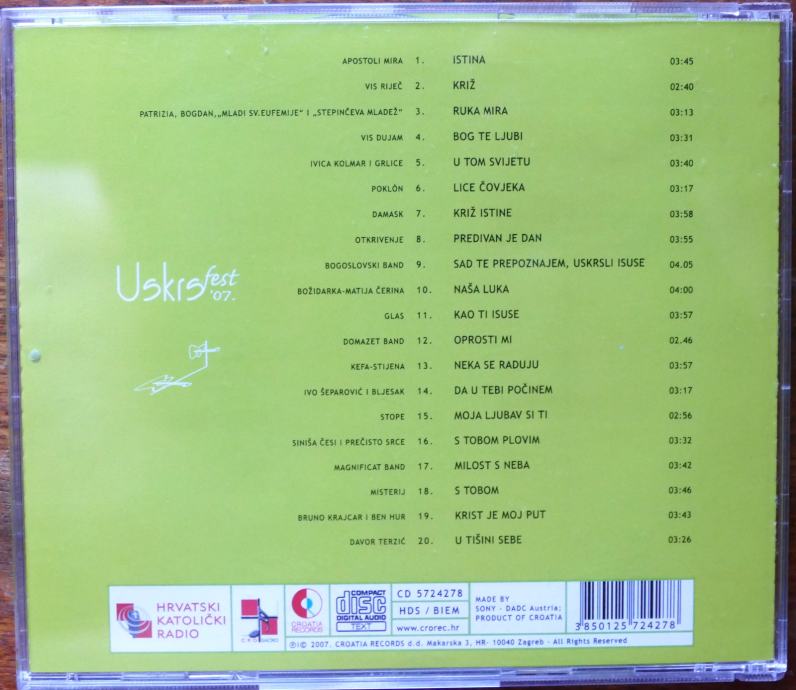 APOSTOLI MIRA 1. ISTINA 03:45
VIS RIJEČ 2. KRIŽ 02:40
PATRIZIA, BOGDAN,„MLADI SV.EUFEMIJE" I „STEPINČEVA MLADEŽ" 3. RUKA MIRA 03:13
VIS DUJAM 4. BOG TE LJUBI 03:31
IVICA KOLMAR I GRLICE 5. U TOM SVIJETU 03:40
POKLÓN 6. LICE ČOVJEKA 03:17
DAMASK 7. KRIŽ ISTINE 03:58
OTKRIVENJE 8. PREDIVAN JE DAN 03:55
BOGOSLOVSKI BAND 9. SAD TE PREPOZNAJEM, USKRSLI ISUSE 04.05
BOŽIDARKA-MATIJA ČERINA 10. NAŠA LUKA 04:00
GLAS 11. KAO TI ISUSE 03:57
DOMAZET BAND 12. OPROSTI MI 02.46
KEFA-STIJENA 13. NEKA SE RADUJU 03:57
IVO ŠEPAROVIĆ I BLJESAK 14. DA U TEBI POČINEM 03:17
STOPE 15. MOJA LJUBAV SI TI 02:56
SINIŠA ČESI I PREČISTO SRCE 16. S TOBOM PLOVIM 03:32
MAGNIFICAT BAND 17. MILOST S NEBA 03:42
MISTERIJ 18. S TOBOM 03:46
BRUNO KRAJCAR I BEN HUR 19. KRIST JE MOJ PUT 03:43
DAVOR TERZIĆ 20. U TIŠINI SEBE 03:26
Uskrsfest
'07.
HRVATSKI
KATOLIČKI
RADIO
CROATIA
RECORDS
COMPACT
disc
DIGITAL AUDIO
TEXT
CD 5724278
HDS / BIEM
www.crorec.hr
MADE BY
SONY - DADC Austria;
PRODUCT OF CROATIA
3 850125 724278
℗© 2007. CROATIA RECORDS d.d. Makarska 3, HR- 10040 Zagreb - All Rights Reserved